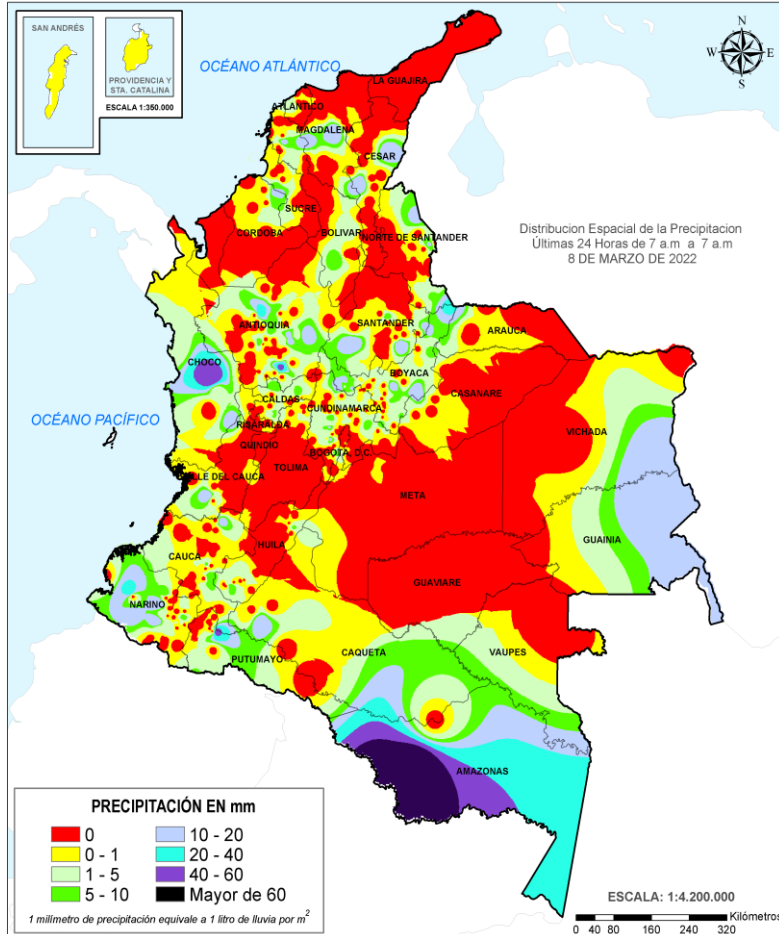 SAN ANDRÉS
PROVIDENCIA Y
STA. CATALINA
ESCALA 1:350.000
OCÉANO ATLÁNTICO
N
W
E
S
LA GUAJIRA
ATLANTICO
MAGDALENA
CESAR
SUCRE
CORDOBA
BOLIVAR
NORTE DE SANTANDER
Distribucion Espacial de la Precipitacion
Últimas 24 Horas de 7 a.m a 7 a.m
8 DE MARZO DE 2022
ANTIOQUIA
SANTANDER
ARAUCA
CHOCO
BOYACA
CASANARE
CALDAS
CUNDINAMARCA
OCÉANO PACÍFICO
RISARALDA
VICHADA
QUINDIO
BOGOTA, D.C.
TOLIMA
VALLE DEL CAUCA
META
GUAINIA
CAUCA
HUILA
GUAVIARE
NARINO
PUTUMAYO
CAQUETA
VAUPES
AMAZONAS
PRECIPITACIÓN EN mm
0
10 - 20
0 - 1
20 - 40
1 - 5
40 - 60
5 - 10
Mayor de 60
1 milímetro de precipitación equivale a 1 litro de lluvia por m2
ESCALA: 1:4.200.000
Kilómetros
0 40 80 160 240 320